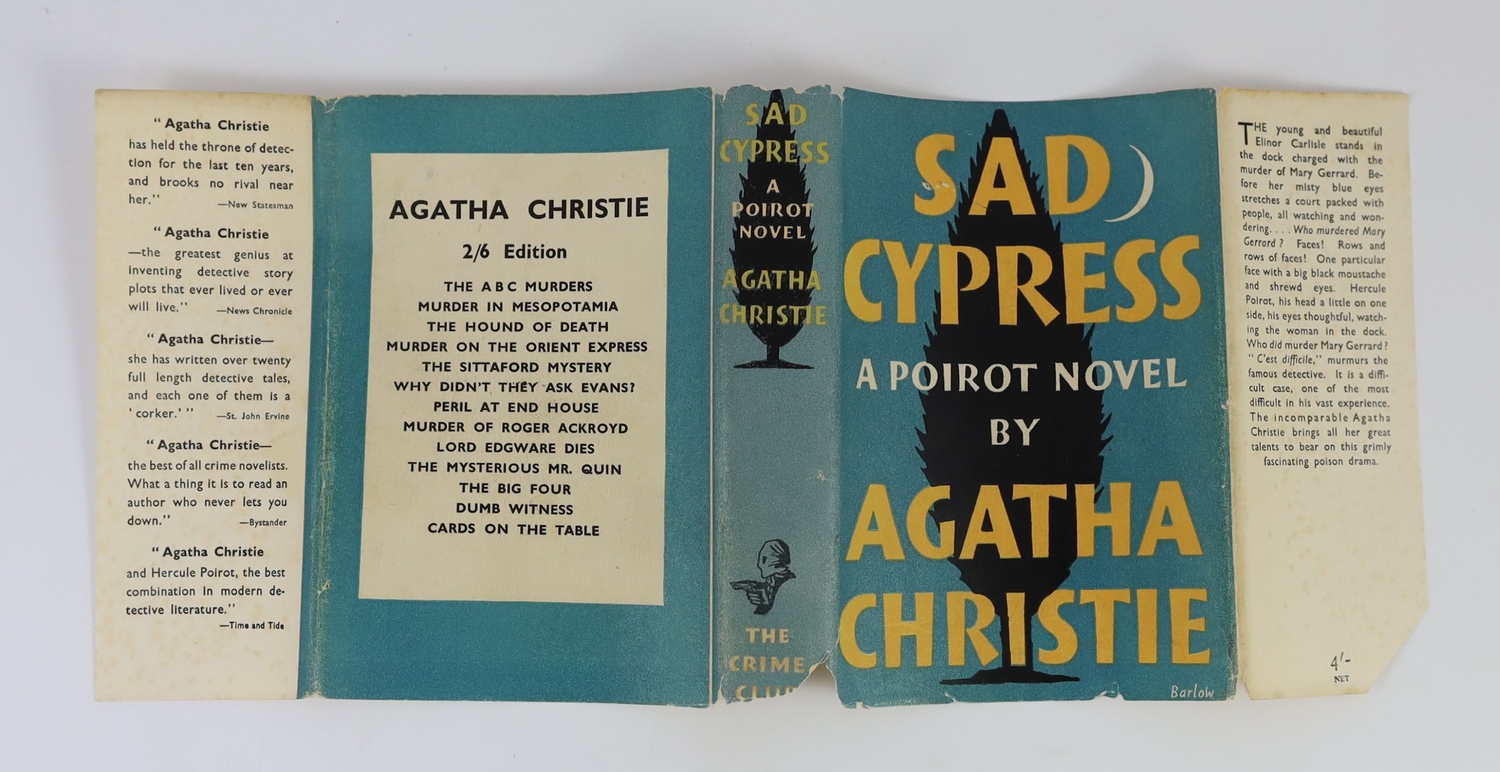 “ Agatha Christie
has held the throne of detec-
tion for the last ten years,
and brooks no rival near
her.”
—New Statesman
“ Agatha Christie
—the greatest genius at
inventing detective story
plots that ever lived or ever
will live.”
—News Chronicle
“ Agatha Christie—
she has written over twenty
full length detective tales,
and each one of them is a
‘ corker.’ ”
—St. John Ervine
“ Agatha Christie—
the best of all crime novelists.
What a thing it is to read an
author who never lets you
down.”
—Bystander
“ Agatha Christie
and Hercule Poirot, the best
combination in modern de-
tective literature.”
—Time and Tide
AGATHA CHRISTIE
2/6 Edition
THE A B C MURDERS
MURDER IN MESOPOTAMIA
THE HOUND OF DEATH
MURDER ON THE ORIENT EXPRESS
THE SITTAFORD MYSTERY
WHY DIDN’T THEY ASK EVANS?
PERIL AT END HOUSE
MURDER OF ROGER ACKROYD
LORD EDGWARE DIES
THE MYSTERIOUS MR. QUIN
THE BIG FOUR
DUMB WITNESS
CARDS ON THE TABLE
SAD
CYPRESS
A
POIROT
NOVEL
AGATHA
CHRISTIE
THE
CRIME
CLUB
SAD
CYPRESS
A POIROT NOVEL
BY
AGATHA
CHRISTIE
Barlow
THE young and beautiful
Elinor Carlisle stands in
the dock charged with the
murder of Mary Gerrard. Be-
fore her misty blue eyes
stretches a court packed with
people, all watching and won-
dering. . . . Who murdered Mary
Gerrard ? Faces! Rows and
rows of faces! One particular
face with a big black moustache
and shrewd eyes. Hercule
Poirot, his head a little on one
side, his eyes thoughtful, watch-
ing the woman in the dock.
Who did murder Mary Gerrard ?
“ C’est difficile,” murmurs the
famous detective. It is a diffi-
cult case, one of the most
difficult in his vast experience.
The incomparable Agatha
Christie brings all her great
talents to bear on this grimly
fascinating poison drama.
4/-
NET